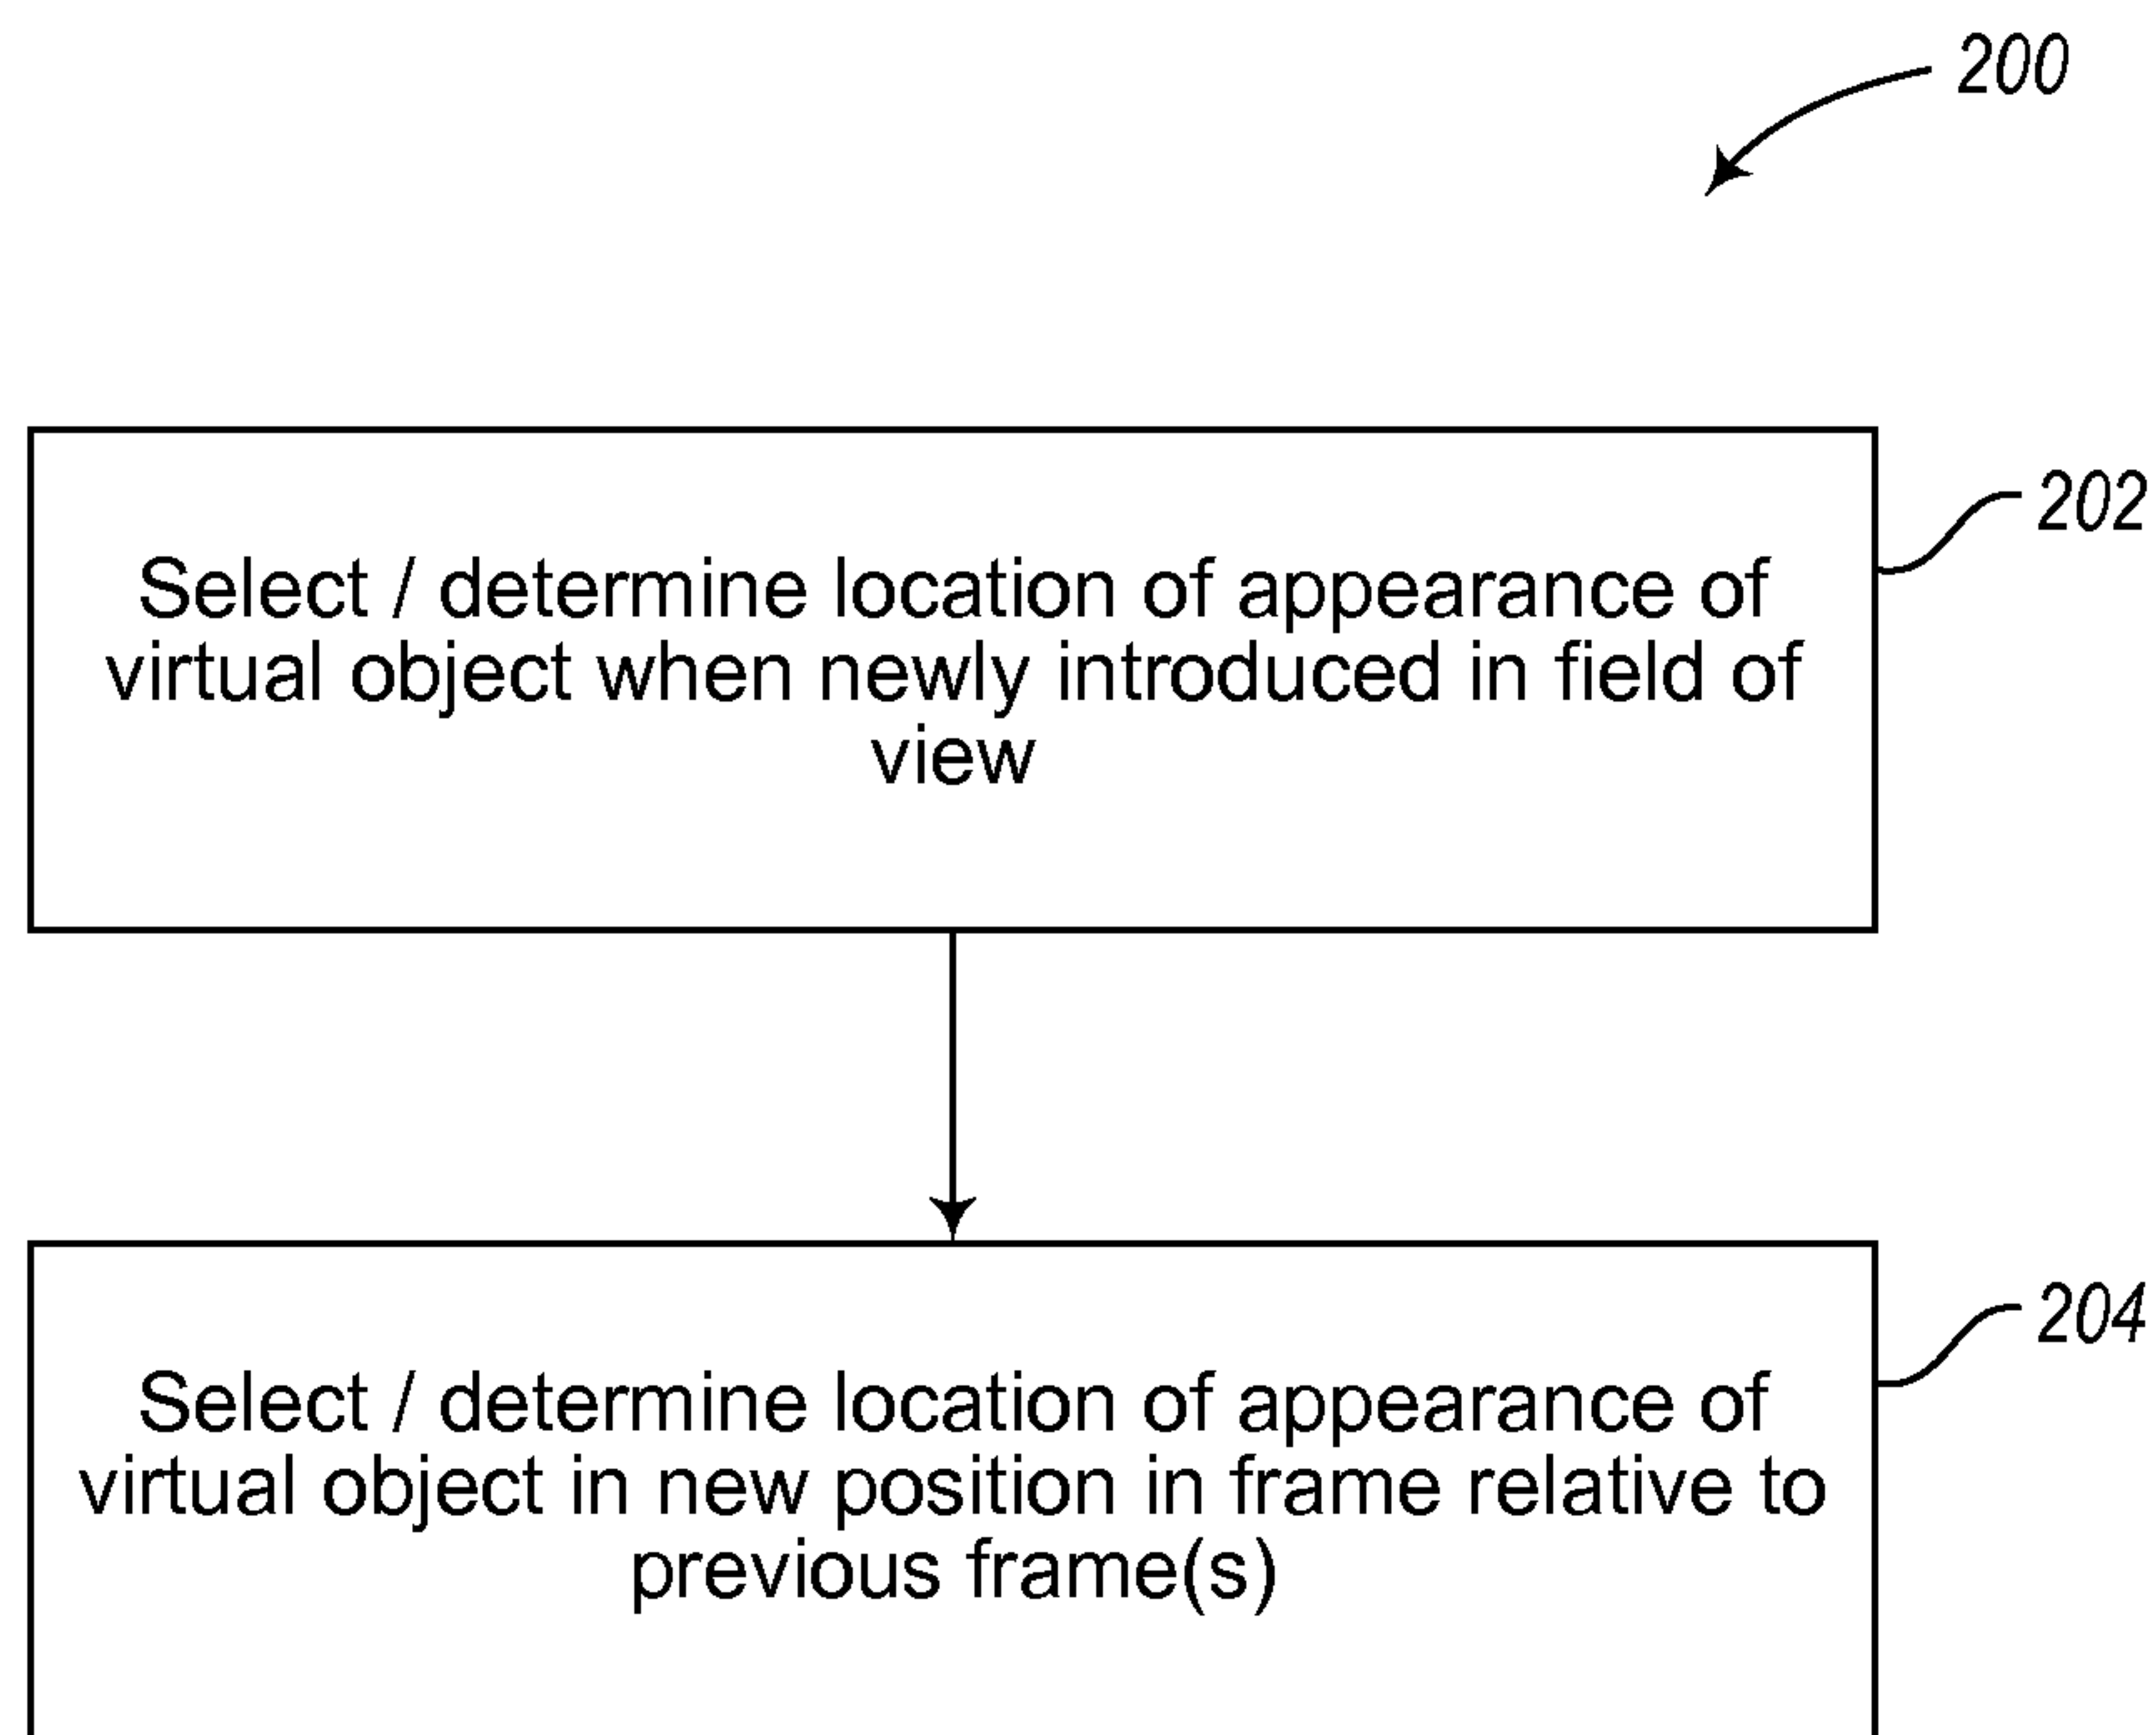 200
202
Select / determine location of appearance of
virtual object when newly introduced in field of
view
204
Select / determine location of appearance of
virtual object in new position in frame relative to
previous frame(s)